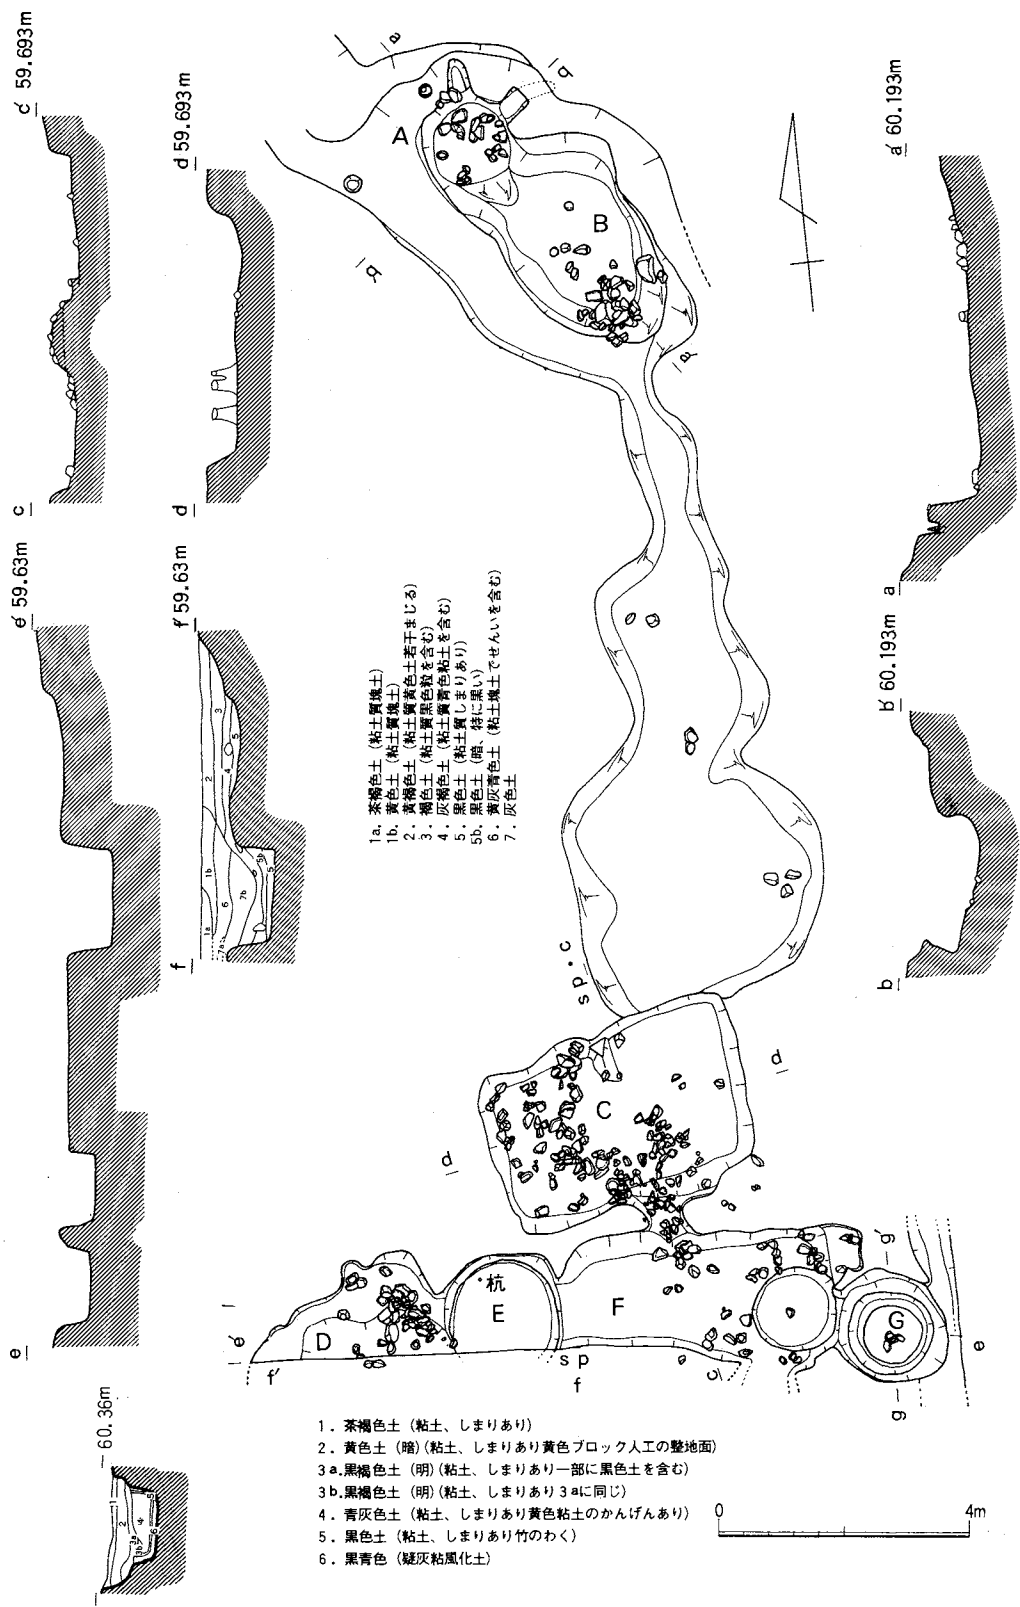 c′ 59.693m
c
d′ 59.693m
d
e′ 59.63m
e
f′ 59.63m
f
a′ 60.193m
a
b′ 60.193m
b
60.36m
1a. 茶褐色土 (粘土質塊土)
1b. 黄色土 (粘土質塊土)
2. 黄褐色土 (粘土質黄色土若干まじる)
3. 褐色土 (粘土質黒色粒を含む)
4. 灰褐色土 (粘土質青色粘土を含む)
5. 黒色土 (粘土質しまりあり)
5b. 黒色土 (暗、特に黒い)
6. 黄灰青色土 (粘土塊土でせんいを含む)
7. 灰色土
A
B
C
D
E
F
G
杭
sp.c
sp
f
f′
e′
e
d
d
c
g′
g
1. 茶褐色土 (粘土、しまりあり)
2. 黄色土 (暗) (粘土、しまりあり黄色ブロック人工の整地面)
3a. 黒褐色土 (明) (粘土、しまりあり一部に黒色土を含む)
3b. 黒褐色土 (明) (粘土、しまりあり3aに同じ)
4. 青灰色土 (粘土、しまりあり黄色粘土のかんげんあり)
5. 黒色土 (粘土、しまりあり竹のわく)
6. 黒青色 (疑灰粘風化土)
0 4m